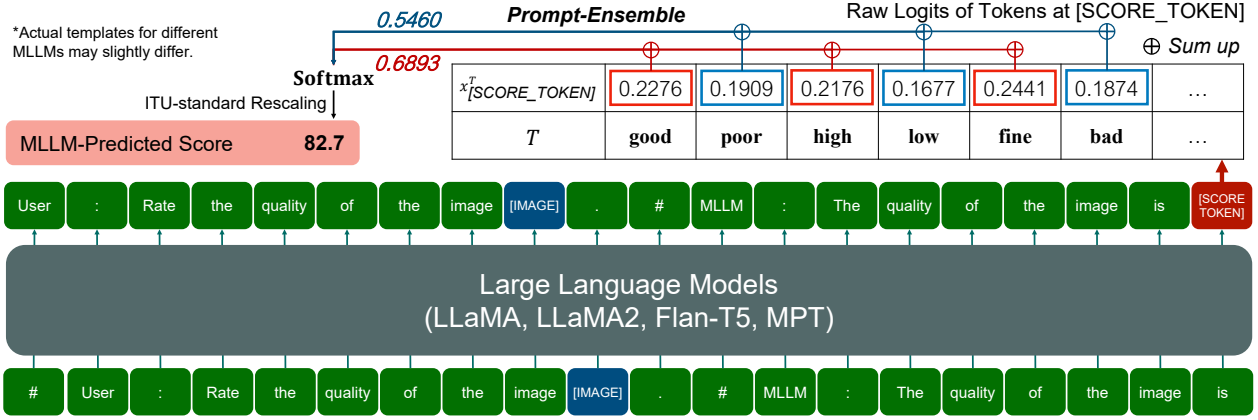 *Actual templates for different
MLLMs may slightly differ.
0.5460
Prompt-Ensemble
Raw Logits of Tokens at [SCORE_TOKEN]
0.6893
⊕ Sum up
Softmax
ITU-standard Rescaling
MLLM-Predicted Score 82.7
x^T_[SCORE_TOKEN] 0.2276 0.1909 0.2176 0.1677 0.2441 0.1874 …
T good poor high low fine bad …
User : Rate the quality of the image [IMAGE] . # MLLM : The quality of the image is [SCORE
TOKEN]
Large Language Models
(LLaMA, LLaMA2, Flan-T5, MPT)
# User : Rate the quality of the image [IMAGE] . # MLLM : The quality of the image is